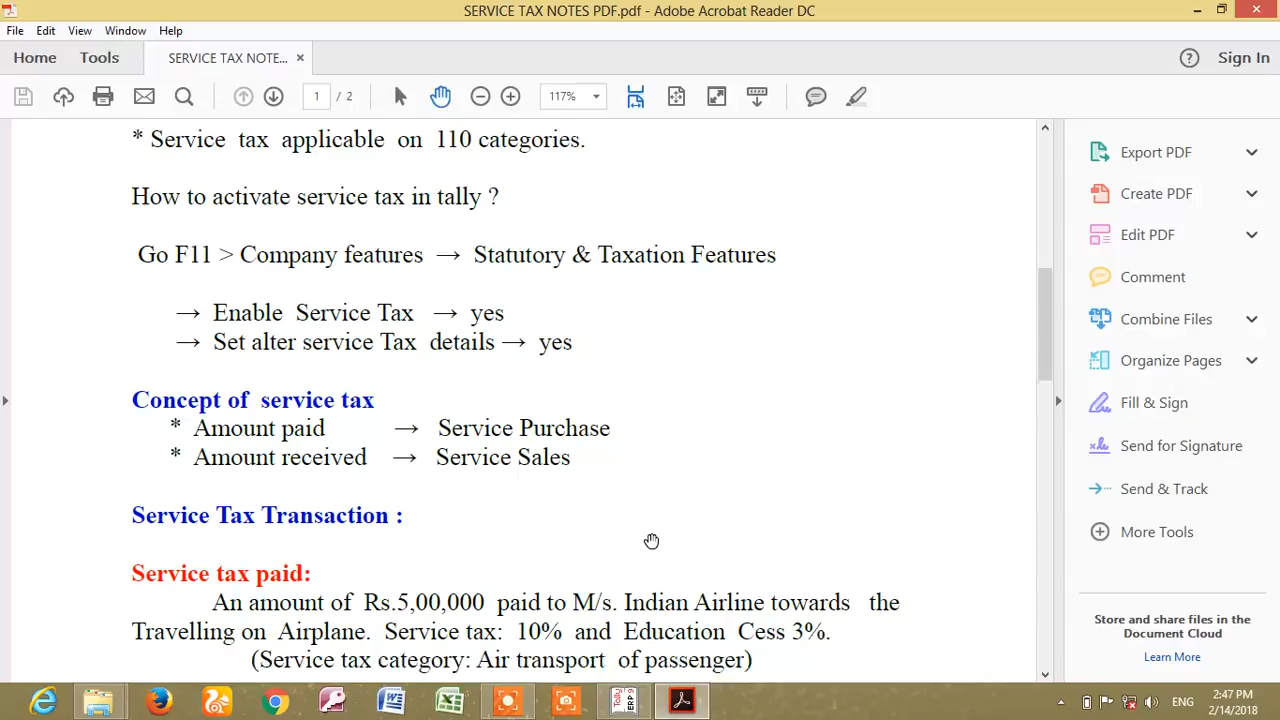 SERVICE TAX NOTES PDF.pdf - Adobe Acrobat Reader DC
File Edit View Window Help
Home Tools SERVICE TAX NOTE... × ? Sign In
1 / 2 117%
* Service tax applicable on 110 categories.
How to activate service tax in tally ?
Go F11 > Company features → Statutory & Taxation Features
→ Enable Service Tax → yes
→ Set alter service Tax details → yes
Concept of service tax
* Amount paid → Service Purchase
* Amount received → Service Sales
Service Tax Transaction :
Service tax paid:
An amount of Rs.5,00,000 paid to M/s. Indian Airline towards the
Travelling on Airplane. Service tax: 10% and Education Cess 3%.
(Service tax category: Air transport of passenger)
Export PDF
Create PDF
Edit PDF
Comment
Combine Files
Organize Pages
Fill & Sign
Send for Signature
Send & Track
More Tools
Store and share files in the
Document Cloud
Learn More
Tally ERP 9
ENG
2:47 PM
2/14/2018